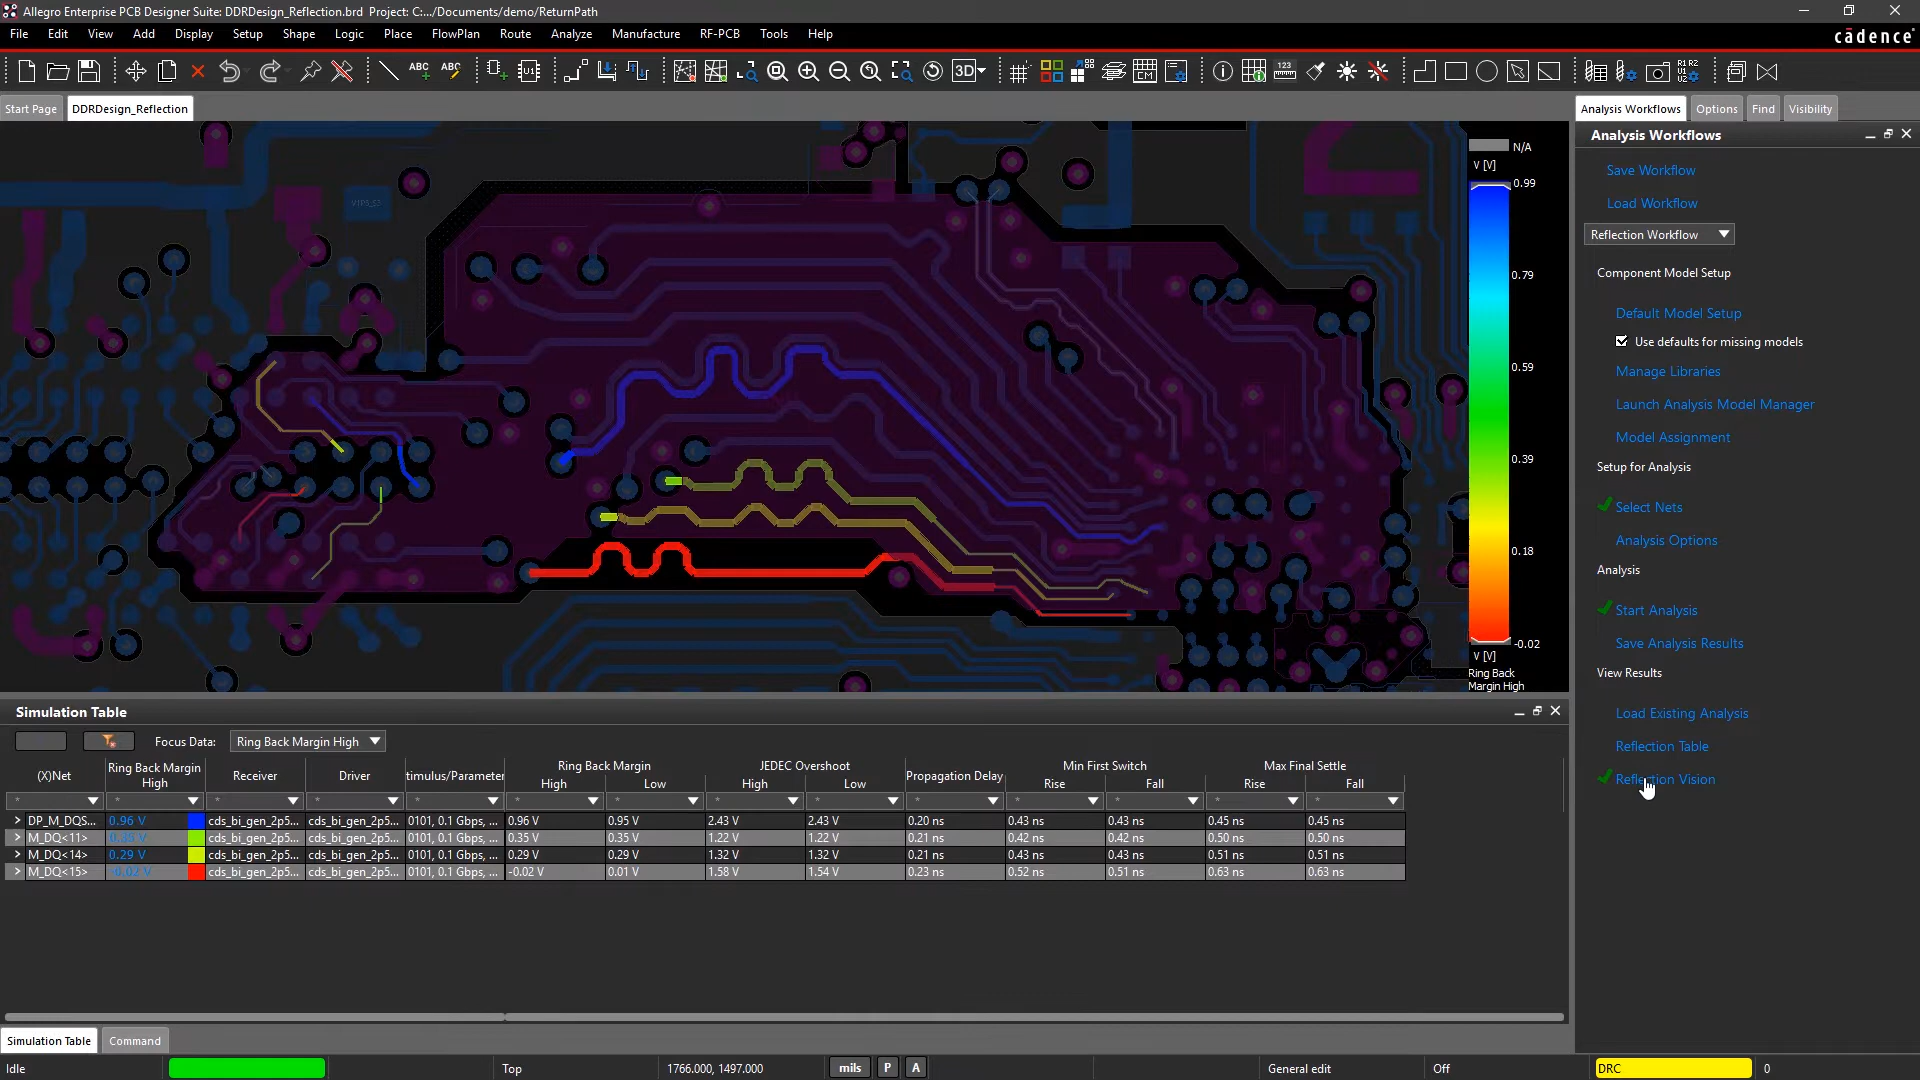 Allegro Enterprise PCB Designer Suite: DDRDesign_Reflection.brd  Project: C:.../Documents/demo/ReturnPath
File Edit View Add Display Setup Shape Logic Place FlowPlan Route Analyze Manufacture RF-PCB Tools Help
cādence
ABC ABC U1 3D CM 123 R1R2 U1 U2
Start Page DDRDesign_Reflection
Analysis Workflows Options Find Visibility
Analysis Workflows
N/A
V [V]
0.99
0.79
0.59
0.39
0.18
-0.02
V [V]
Ring Back
Margin High
Save Workflow
Load Workflow
Reflection Workflow
Component Model Setup
Default Model Setup
Use defaults for missing models
Manage Libraries
Launch Analysis Model Manager
Model Assignment
Setup for Analysis
Select Nets
Analysis Options
Analysis
Start Analysis
Save Analysis Results
View Results
Load Existing Analysis
Reflection Table
Reflection Vision
Simulation Table
Focus Data: Ring Back Margin High
(X)Net Ring Back Margin High Receiver Driver timulus/Parameter Ring Back Margin High Low JEDEC Overshoot High Low Propagation Delay Min First Switch Rise Fall Max Final Settle Rise Fall
* * * * * * * * * * * * * *
> DP_M_DQS... 0.96 V cds_bi_gen_2p5... cds_bi_gen_2p5... 0101, 0.1 Gbps, ... 0.96 V 0.95 V 2.43 V 2.43 V 0.20 ns 0.43 ns 0.43 ns 0.45 ns 0.45 ns
> M_DQ<11> 0.35 V cds_bi_gen_2p5... cds_bi_gen_2p5... 0101, 0.1 Gbps, ... 0.35 V 0.35 V 1.22 V 1.22 V 0.21 ns 0.42 ns 0.42 ns 0.50 ns 0.50 ns
> M_DQ<14> 0.29 V cds_bi_gen_2p5... cds_bi_gen_2p5... 0101, 0.1 Gbps, ... 0.29 V 0.29 V 1.32 V 1.32 V 0.21 ns 0.43 ns 0.43 ns 0.51 ns 0.51 ns
> M_DQ<15> -0.02 V cds_bi_gen_2p5... cds_bi_gen_2p5... 0101, 0.1 Gbps, ... -0.02 V 0.01 V 1.58 V 1.54 V 0.23 ns 0.52 ns 0.51 ns 0.63 ns 0.63 ns
Simulation Table Command
Idle Top 1766.000, 1497.000 mils P A General edit Off DRC 0